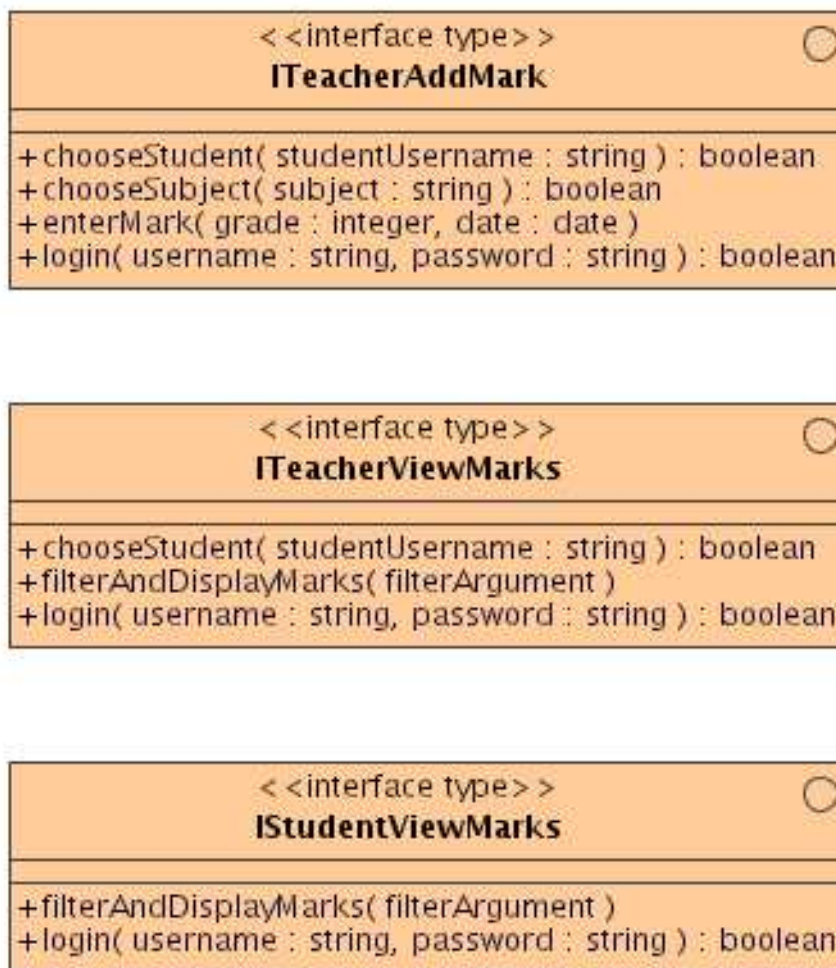 <<interface type>>
ITeacherAddMark
+chooseStudent( studentUsername : string ) : boolean
+chooseSubject( subject : string ) : boolean
+enterMark( grade : integer, date : date )
+login( username : string, password : string ) : boolean
<<interface type>>
ITeacherViewMarks
+chooseStudent( studentUsername : string ) : boolean
+filterAndDisplayMarks( filterArgument )
+login( username : string, password : string ) : boolean
<<interface type>>
IStudentViewMarks
+filterAndDisplayMarks( filterArgument )
+login( username : string, password : string ) : boolean